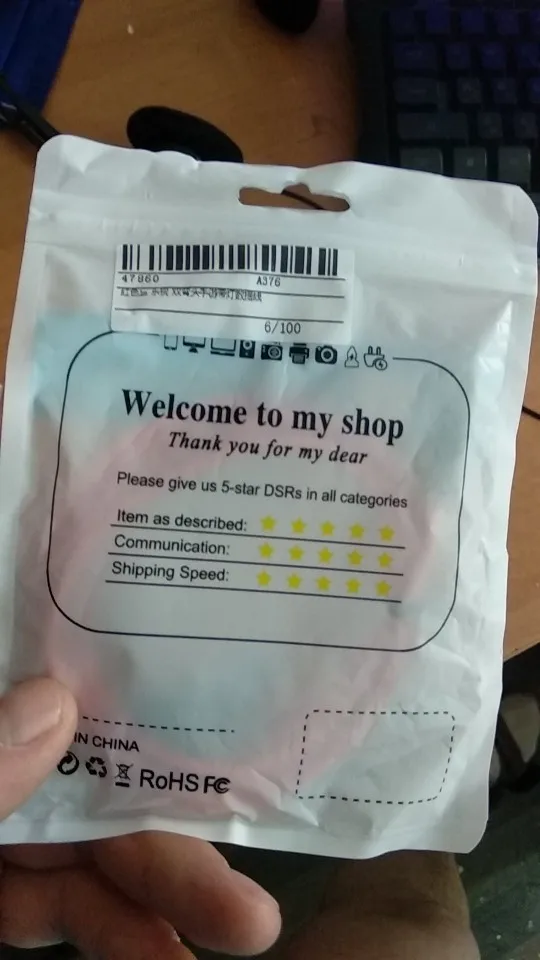 47860 A376
6/100
Welcome to my shop
Thank you for my dear
Please give us 5-star DSRs in all categories
Item as described:
Communication:
Shipping Speed:
IN CHINA
RoHS FC